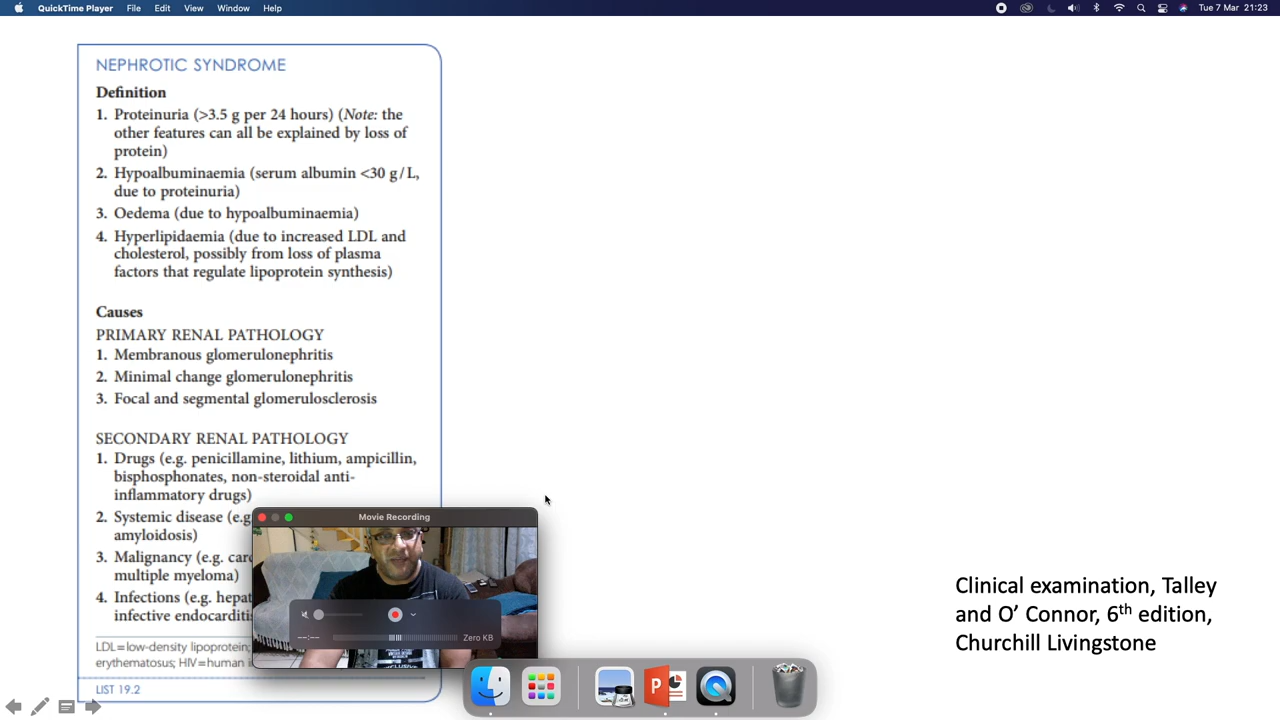 QuickTime Player File Edit View Window Help Tue 7 Mar 21:23
NEPHROTIC SYNDROME
Definition
1. Proteinuria (>3.5 g per 24 hours) (Note: the
other features can all be explained by loss of
protein)
2. Hypoalbuminaemia (serum albumin <30 g/L,
due to proteinuria)
3. Oedema (due to hypoalbuminaemia)
4. Hyperlipidaemia (due to increased LDL and
cholesterol, possibly from loss of plasma
factors that regulate lipoprotein synthesis)
Causes
PRIMARY RENAL PATHOLOGY
1. Membranous glomerulonephritis
2. Minimal change glomerulonephritis
3. Focal and segmental glomerulosclerosis
SECONDARY RENAL PATHOLOGY
1. Drugs (e.g. penicillamine, lithium, ampicillin,
bisphosphonates, non-steroidal anti-
inflammatory drugs)
2. Systemic disease (e.g
amyloidosis)
3. Malignancy (e.g.
multiple myeloma)
4. Infections (e.g.
infective
LDL=low-density lipoprotein;
erythematosus; HIV=human
LIST 19.2
Movie Recording
--:-- Zero KB
Clinical examination, Talley
and O' Connor, 6th edition,
Churchill Livingstone
P